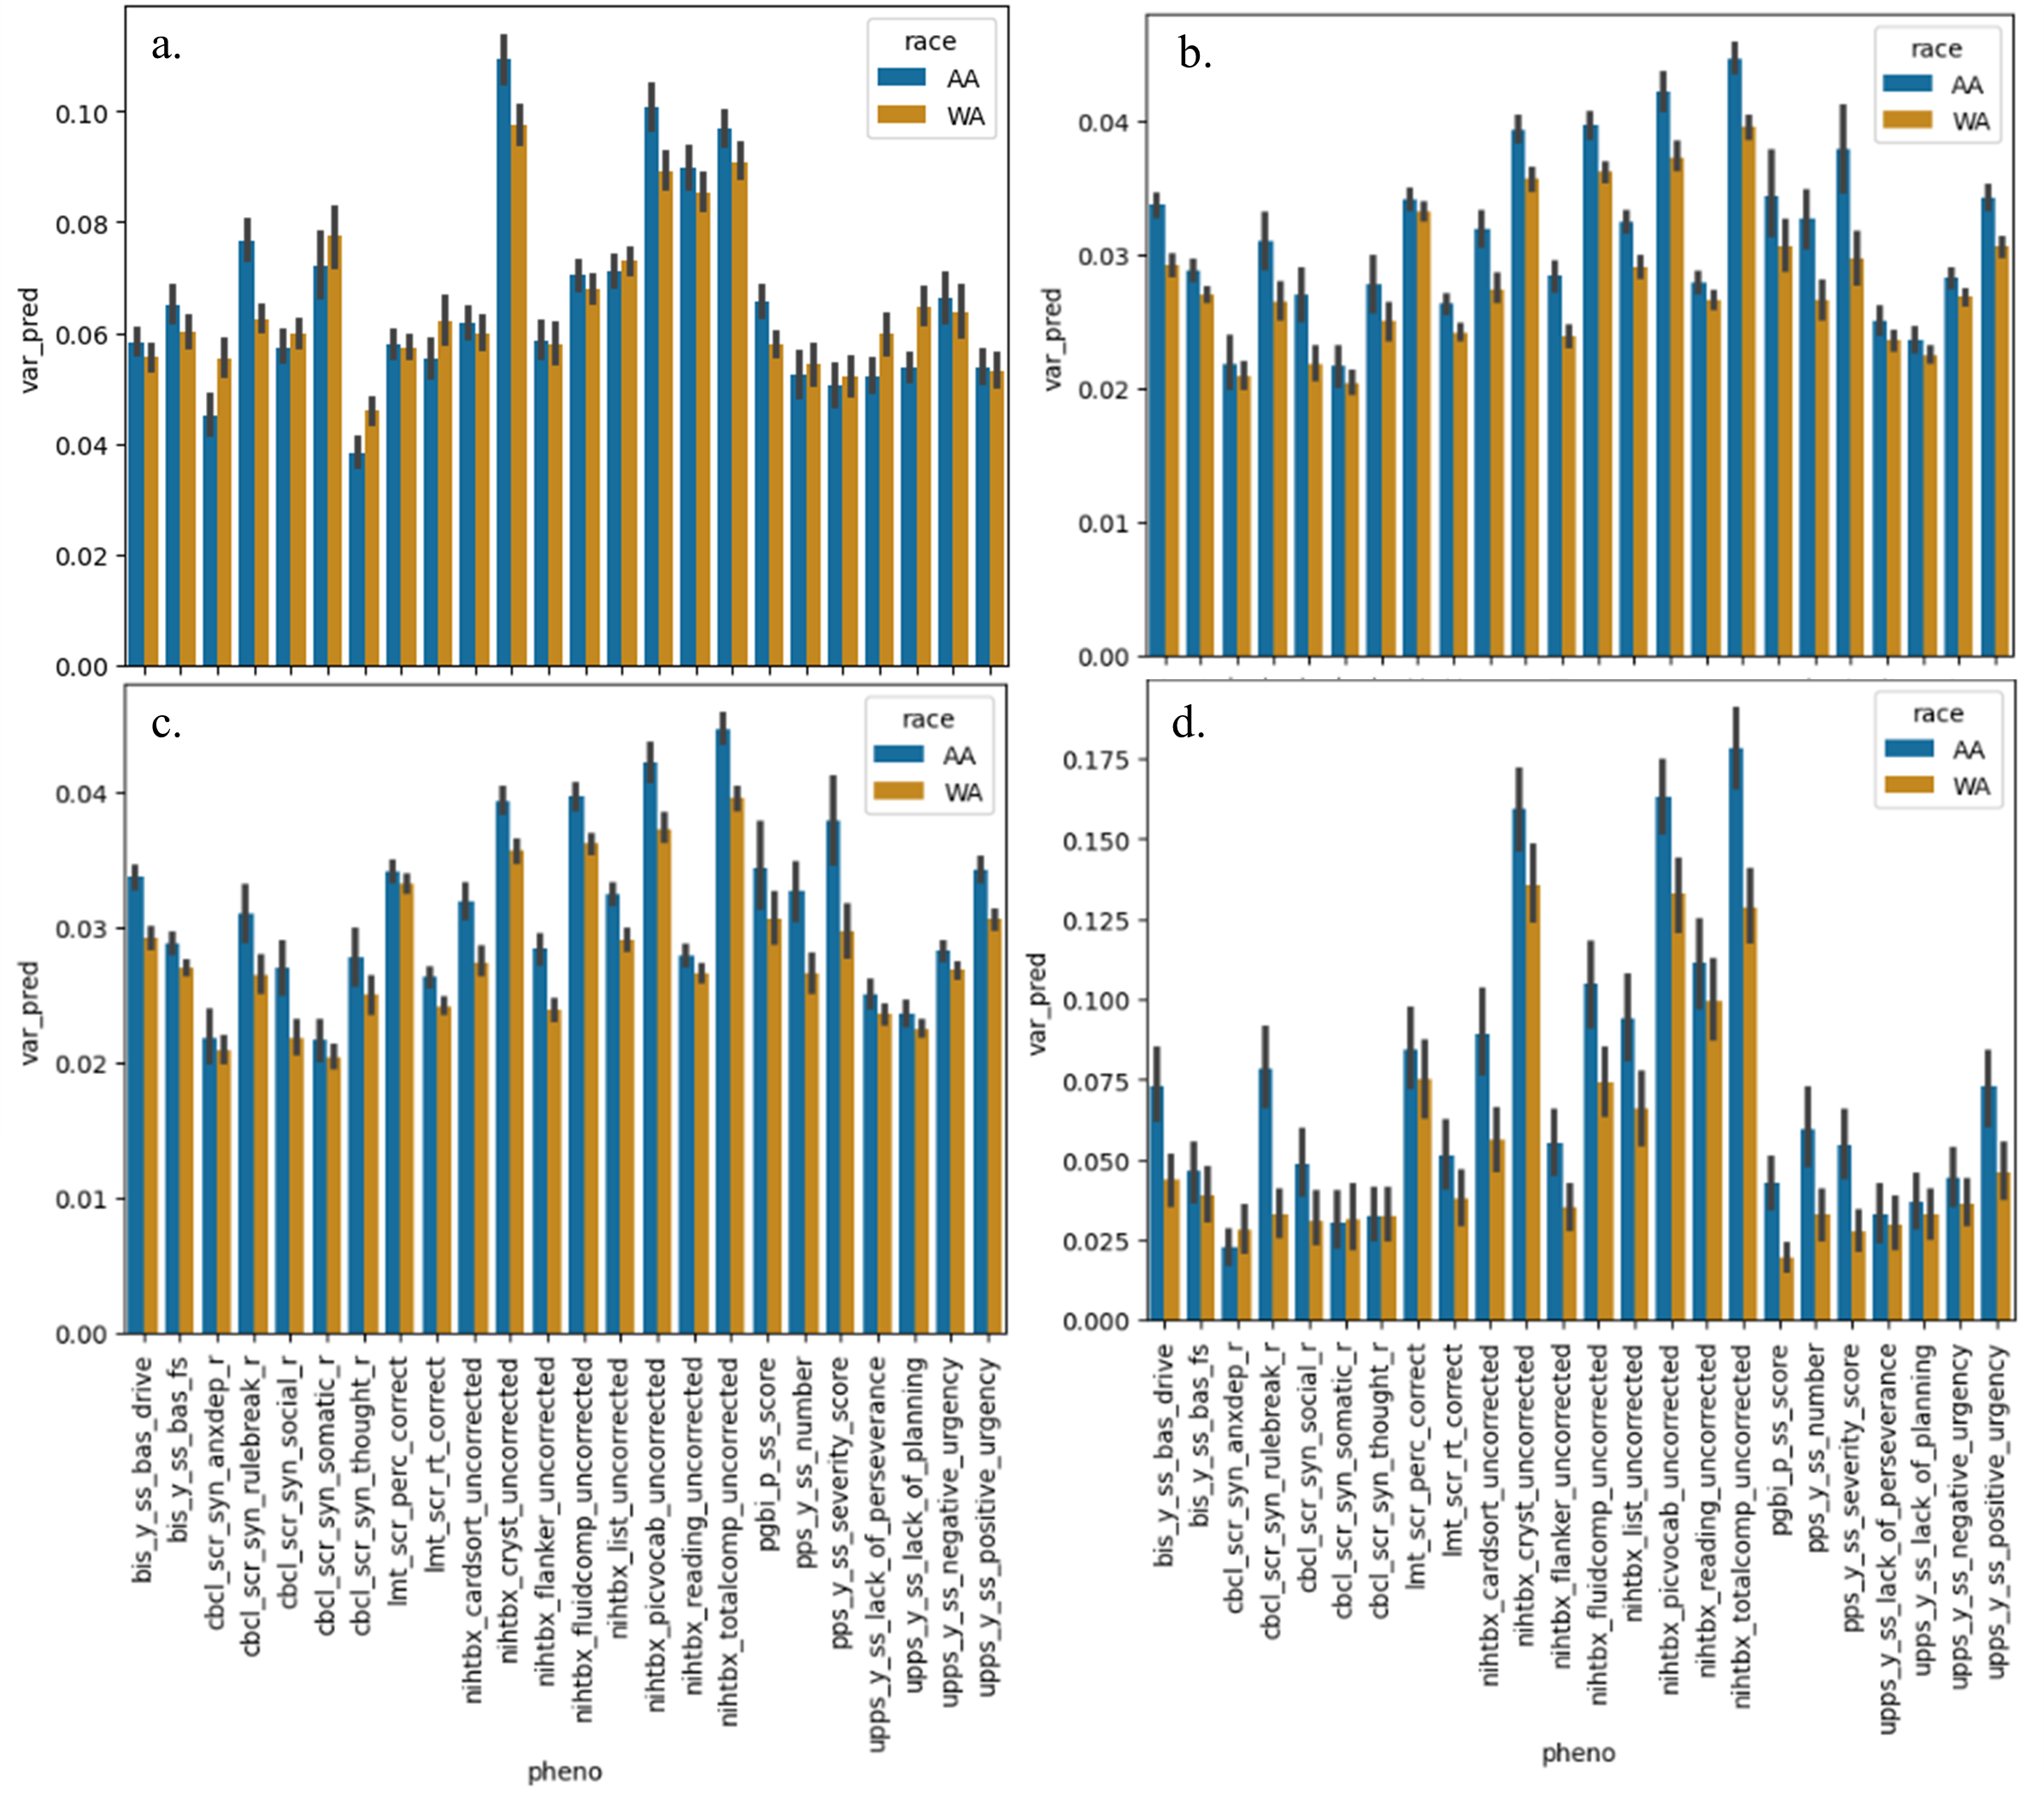 a.
race
AA
WA
0.10
0.08
0.06
0.04
0.02
0.00
var_pred
b.
race
AA
WA
0.04
0.03
0.02
0.01
0.00
var_pred
c.
race
AA
WA
0.04
0.03
0.02
0.01
0.00
var_pred
bis_y_ss_bas_drive
bis_y_ss_bas_fs
cbcl_scr_syn_anxdep_r
cbcl_scr_syn_rulebreak_r
cbcl_scr_syn_social_r
cbcl_scr_syn_somatic_r
cbcl_scr_syn_thought_r
lmt_scr_perc_correct
lmt_scr_rt_correct
nihtbx_cardsort_uncorrected
nihtbx_cryst_uncorrected
nihtbx_flanker_uncorrected
nihtbx_fluidcomp_uncorrected
nihtbx_list_uncorrected
nihtbx_picvocab_uncorrected
nihtbx_reading_uncorrected
nihtbx_totalcomp_uncorrected
pgbi_p_ss_score
pps_y_ss_number
pps_y_ss_severity_score
upps_y_ss_lack_of_perseverance
upps_y_ss_lack_of_planning
upps_y_ss_negative_urgency
upps_y_ss_positive_urgency
pheno
d.
race
AA
WA
0.175
0.150
0.125
0.100
0.075
0.050
0.025
0.000
var_pred
bis_y_ss_bas_drive
bis_y_ss_bas_fs
cbcl_scr_syn_anxdep_r
cbcl_scr_syn_rulebreak_r
cbcl_scr_syn_social_r
cbcl_scr_syn_somatic_r
cbcl_scr_syn_thought_r
lmt_scr_perc_correct
lmt_scr_rt_correct
nihtbx_cardsort_uncorrected
nihtbx_cryst_uncorrected
nihtbx_flanker_uncorrected
nihtbx_fluidcomp_uncorrected
nihtbx_list_uncorrected
nihtbx_picvocab_uncorrected
nihtbx_reading_uncorrected
nihtbx_totalcomp_uncorrected
pgbi_p_ss_score
pps_y_ss_number
pps_y_ss_severity_score
upps_y_ss_lack_of_perseverance
upps_y_ss_lack_of_planning
upps_y_ss_negative_urgency
upps_y_ss_positive_urgency
pheno